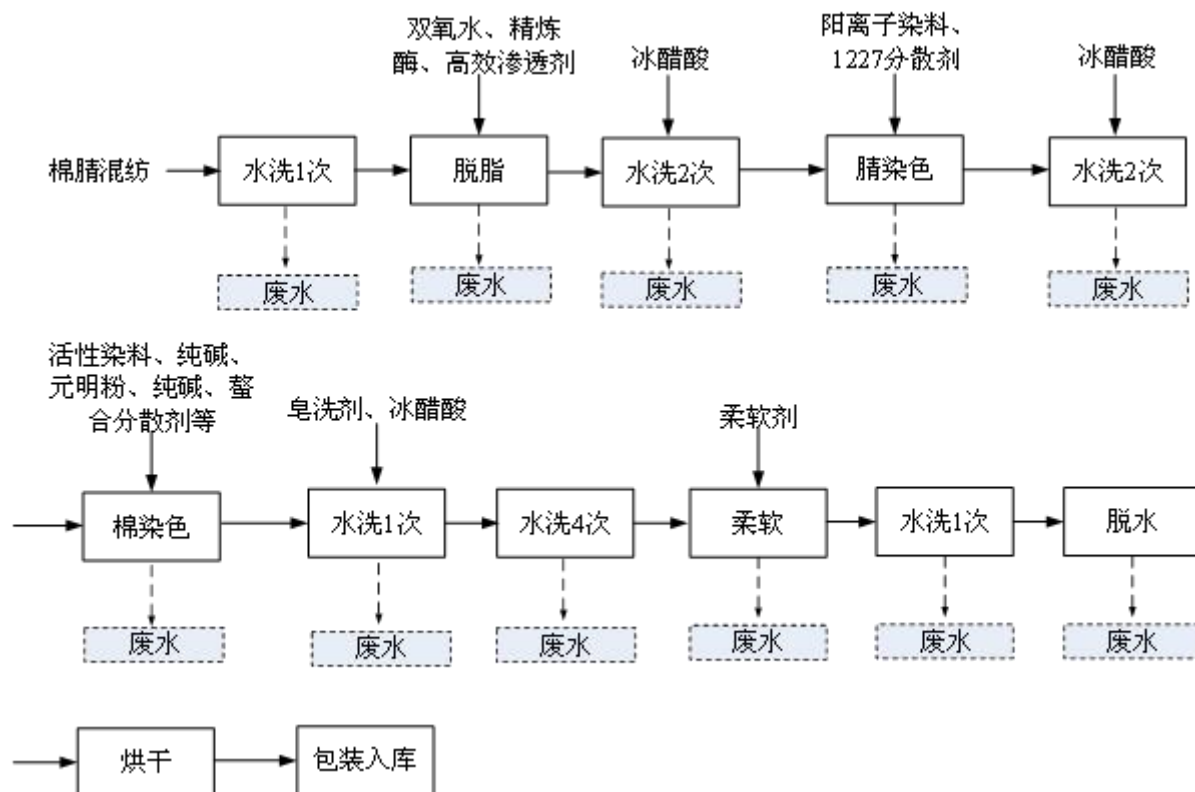 双氧水、精炼
酶、高效渗透剂
冰醋酸
阳离子染料、
1227分散剂
冰醋酸
棉腈混纺
水洗1次
脱脂
水洗2次
腈染色
水洗2次
废水
废水
废水
废水
废水
活性染料、纯碱、
元明粉、纯碱、螯
合分散剂等
皂洗剂、冰醋酸
柔软剂
棉染色
水洗1次
水洗4次
柔软
水洗1次
脱水
废水
废水
废水
废水
废水
废水
烘干
包装入库